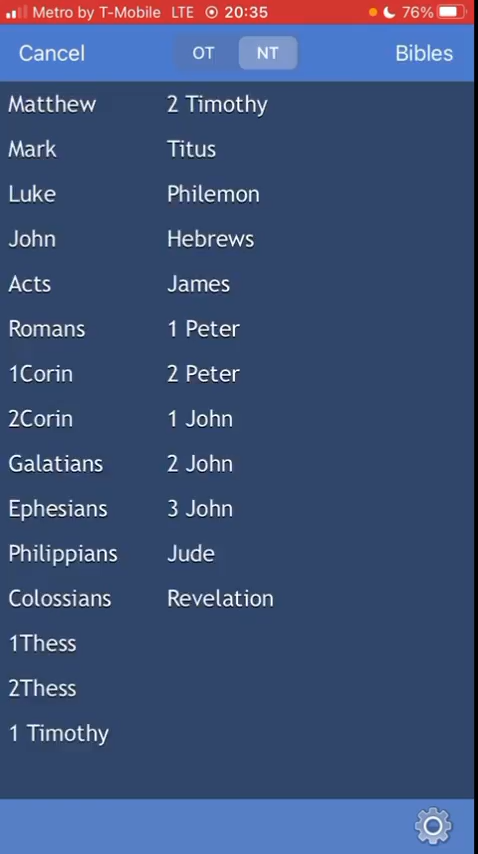 Metro by T-Mobile LTE 20:35 76%
Cancel OT NT Bibles
Matthew
Mark
Luke
John
Acts
Romans
1Corin
2Corin
Galatians
Ephesians
Philippians
Colossians
1Thess
2Thess
1 Timothy
2 Timothy
Titus
Philemon
Hebrews
James
1 Peter
2 Peter
1 John
2 John
3 John
Jude
Revelation